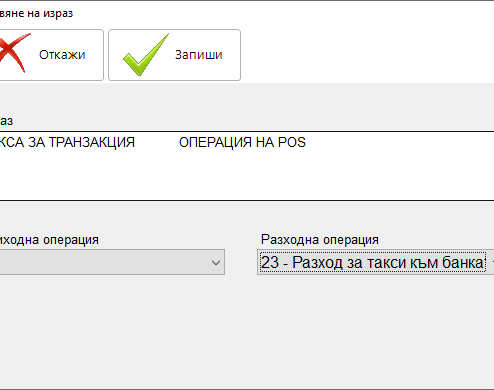 вяне на израз
Откажи Запиши
аз
КСА ЗА ТРАНЗАКЦИЯ ОПЕРАЦИЯ НА POS
иходна операция Разходна операция
23 - Разход за такси към банка